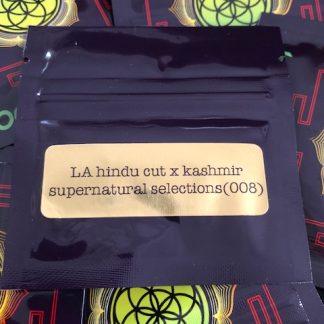 LA hindu cut x kashmir
supernatural selections(008)